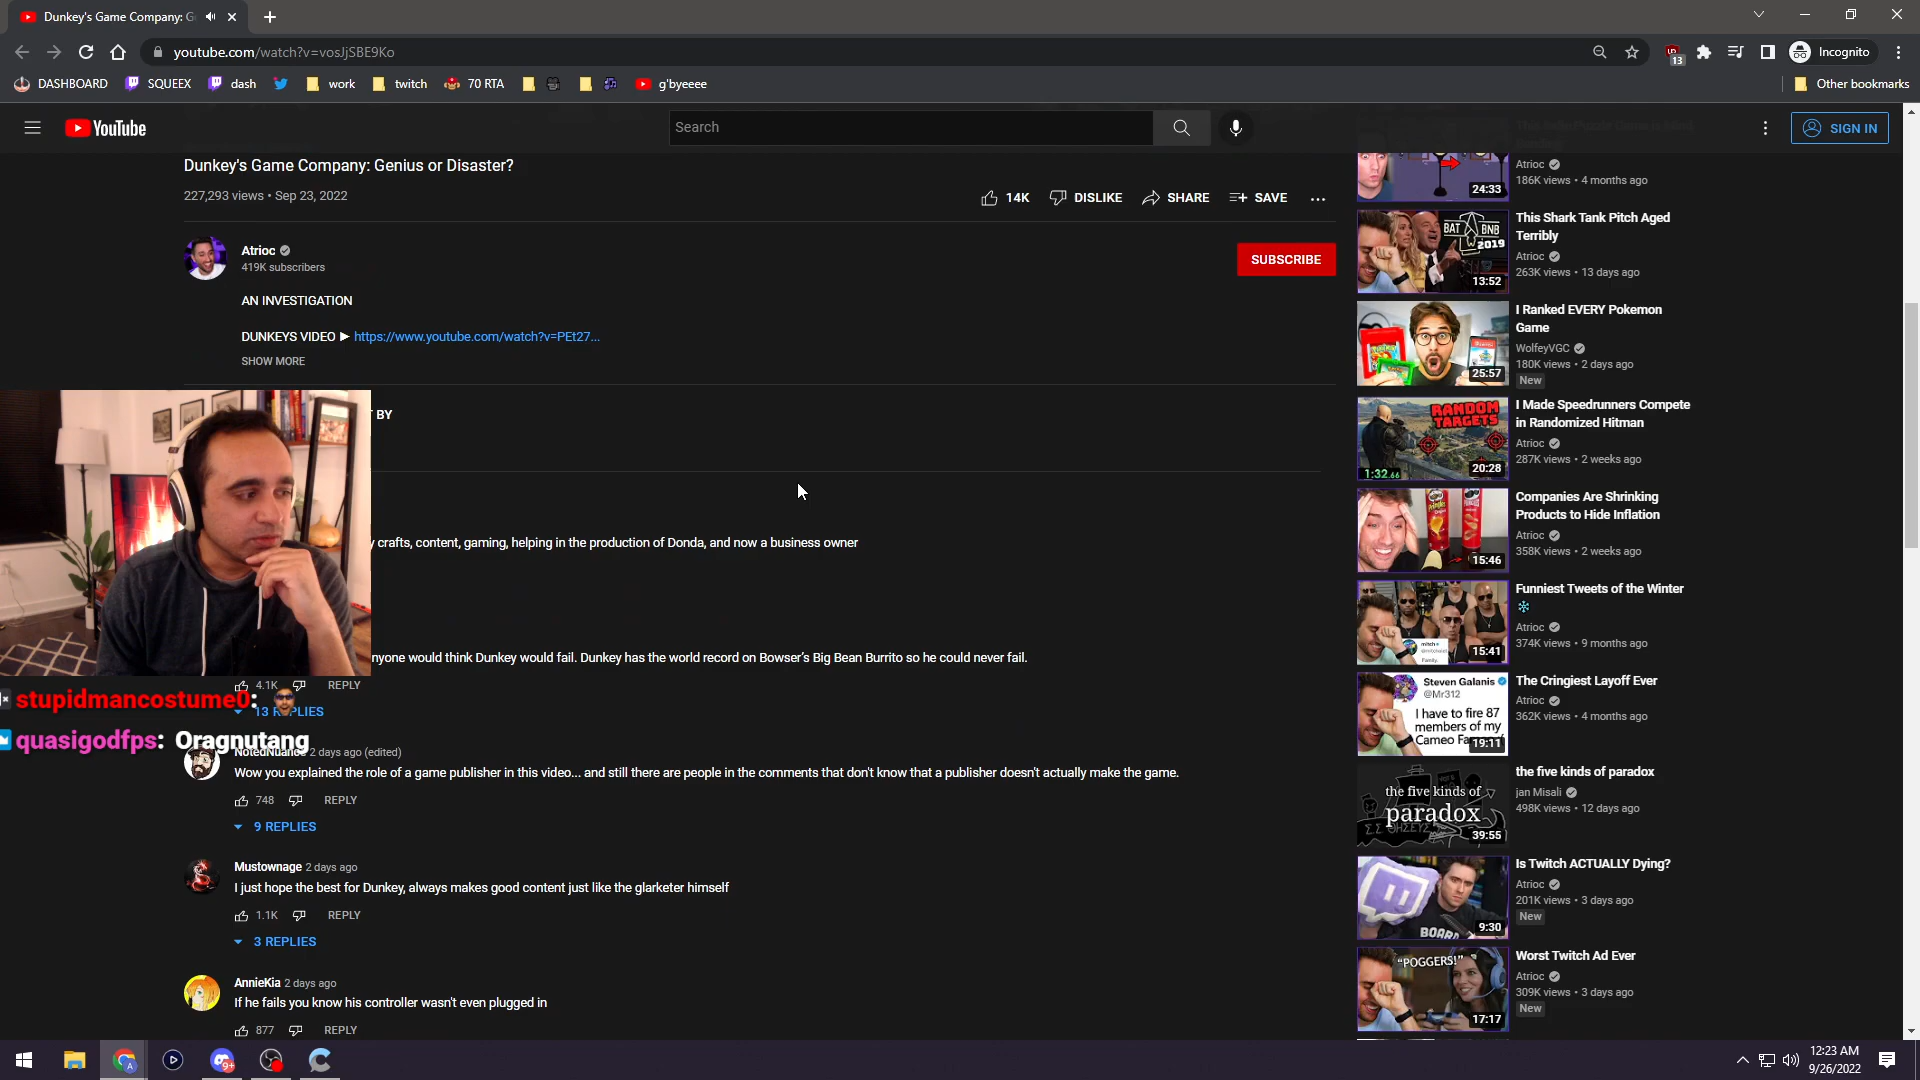 Dunkey's Game Company: Ge
youtube.com/watch?v=vosJjSBE9Ko
13
Incognito
DASHBOARD
SQUEEX
dash
work
twitch
70 RTA
g'byeeee
Other bookmarks
YouTube
Search
SIGN IN
Dunkey's Game Company: Genius or Disaster?
227,293 views • Sep 23, 2022
14K
DISLIKE
SHARE
SAVE
Atrioc
419K subscribers
SUBSCRIBE
AN INVESTIGATION
DUNKEYS VIDEO ► https://www.youtube.com/watch?v=PEt27...
SHOW MORE
T BY
y crafts, content, gaming, helping in the production of Donda, and now a business owner
nyone would think Dunkey would fail. Dunkey has the world record on Bowser's Big Bean Burrito so he could never fail.
4.1K
REPLY
stupidmancostume0:
13 REPLIES
quasigodfps: Oragnutang
NotedNuance 2 days ago (edited)
Wow you explained the role of a game publisher in this video... and still there are people in the comments that don't know that a publisher doesn't actually make the game.
748
REPLY
9 REPLIES
Mustownage 2 days ago
I just hope the best for Dunkey, always makes good content just like the glarketer himself
1.1K
REPLY
3 REPLIES
AnnieKia 2 days ago
If he fails you know his controller wasn't even plugged in
877
REPLY
24:33
Atrioc
186K views • 4 months ago
BAT BNB
2019
13:52
This Shark Tank Pitch Aged
Terribly
Atrioc
263K views • 13 days ago
25:57
I Ranked EVERY Pokemon
Game
WolfeyVGC
180K views • 2 days ago
New
RANDOM
TARGETS
1:32.66
20:28
I Made Speedrunners Compete
in Randomized Hitman
Atrioc
287K views • 2 weeks ago
15:46
Companies Are Shrinking
Products to Hide Inflation
Atrioc
358K views • 2 weeks ago
15:41
Funniest Tweets of the Winter
Atrioc
374K views • 9 months ago
Steven Galanis
@Mr312
I have to fire 87
members of my
Cameo
19:11
The Cringiest Layoff Ever
Atrioc
362K views • 4 months ago
the five kinds of
paradox
39:55
the five kinds of paradox
jan Misali
498K views • 12 days ago
BOARD
9:30
Is Twitch ACTUALLY Dying?
Atrioc
201K views • 3 days ago
New
"POGGERS!"
17:17
Worst Twitch Ad Ever
Atrioc
309K views • 3 days ago
New
9+
12:23 AM
9/26/2022